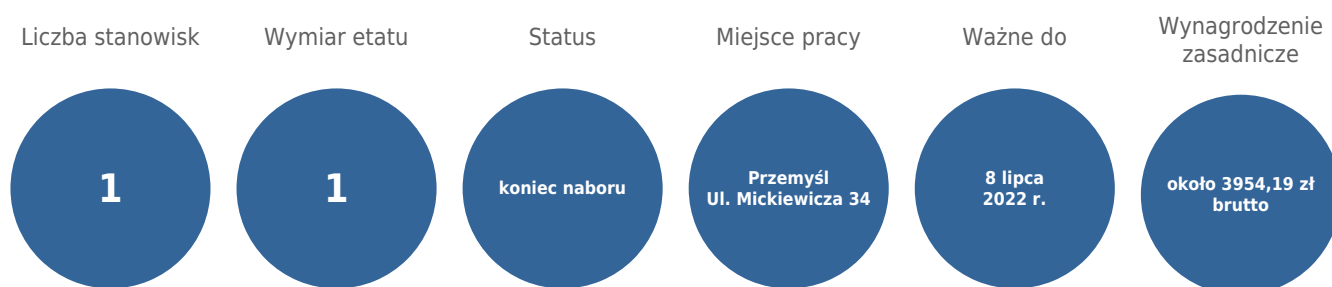 Liczba stanowisk
Wymiar etatu
Status
Miejsce pracy
Ważne do
Wynagrodzenie
zasadnicze
1
1
koniec naboru
Przemyśl
Ul. Mickiewicza 34
8 lipca
2022 r.
około 3954,19 zł
brutto